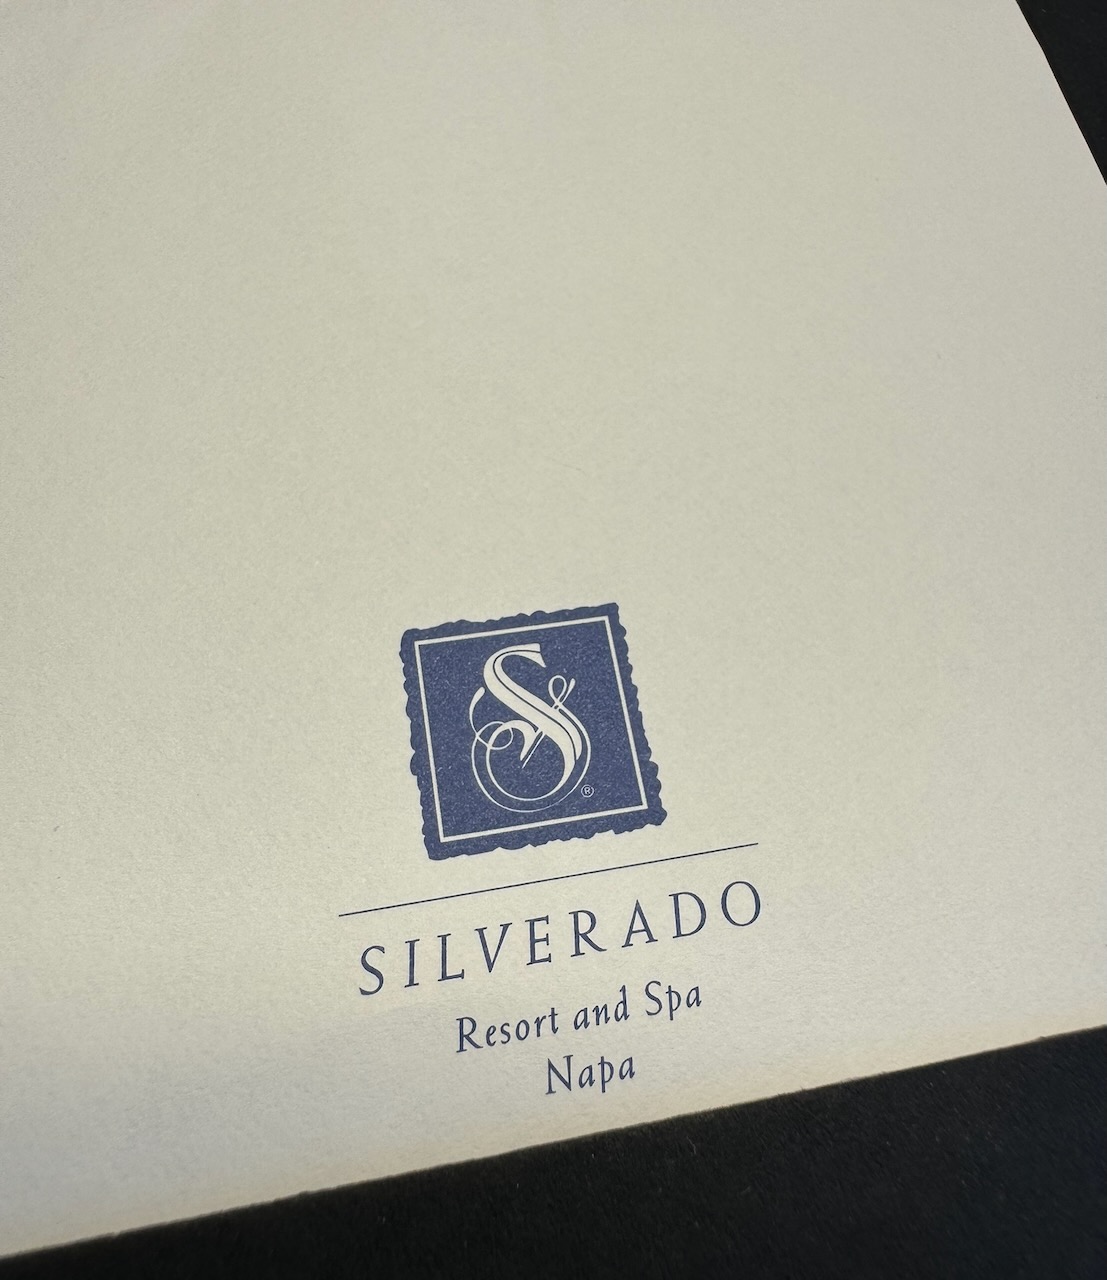 S
®
SILVERADO
Resort and Spa
Napa